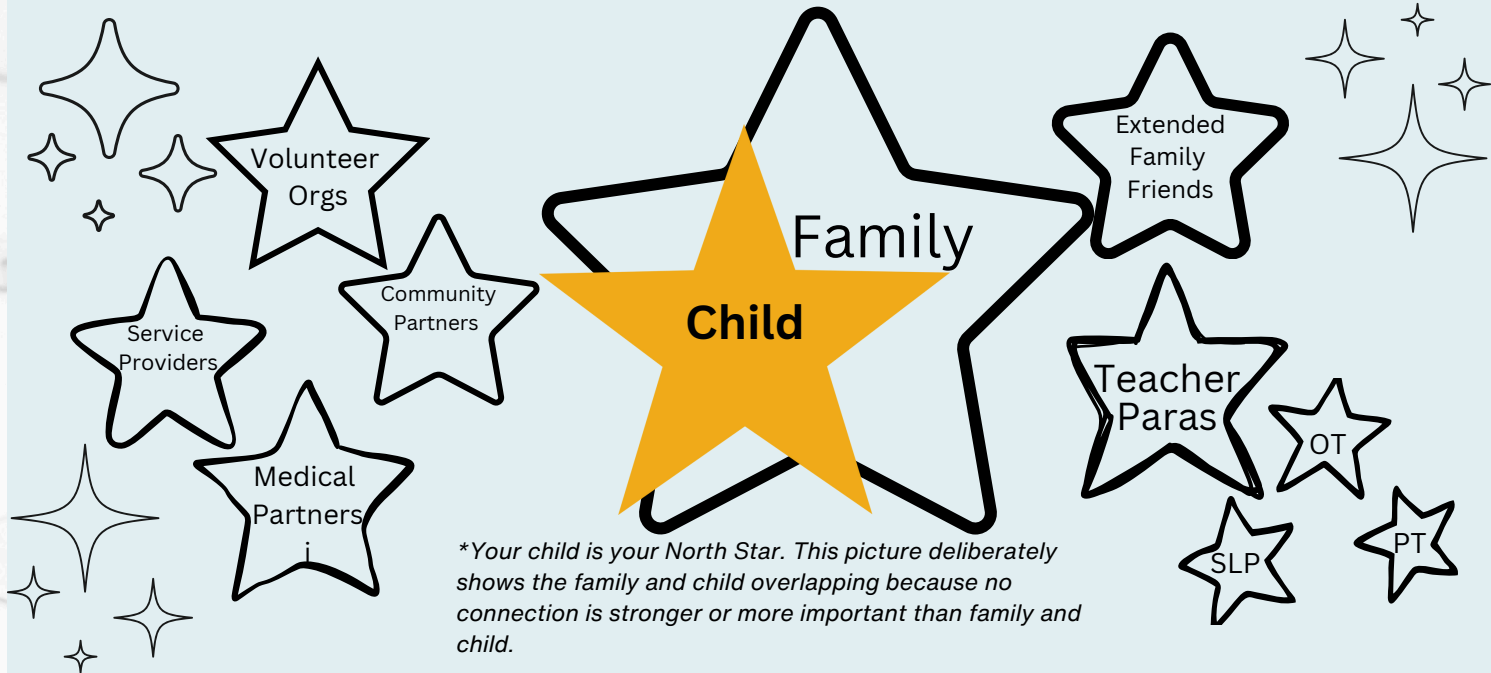 Volunteer
Orgs
Community
Partners
Service
Providers
Medical
Partners
i
Family
Child
Extended
Family
Friends
Teacher
Paras
OT
SLP
PT
*Your child is your North Star. This picture deliberately
shows the family and child overlapping because no
connection is stronger or more important than family and
child.